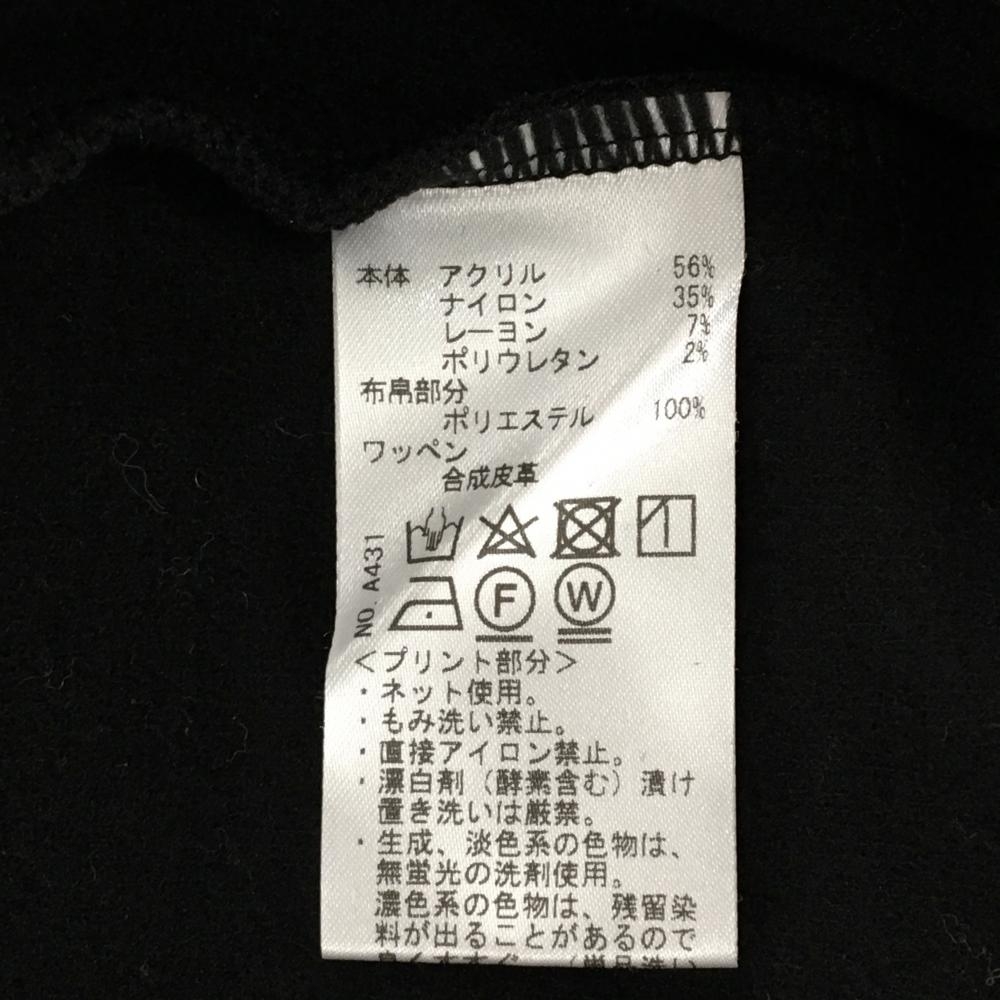 本体 アクリル 56%
ナイロン 35%
レーヨン 7%
ポリウレタン 2%
布帛部分
ポリエステル 100%
ワッペン
合成皮革
NO. A431
F W
＜プリント部分＞
・ネット使用。
・もみ洗い禁止。
・直接アイロン禁止。
・漂白剤（酵素含む）漬け
置き洗いは厳禁。
・生成、淡色系の色物は、
無蛍光の洗剤使用。
濃色系の色物は、残留染
料が出ることがあるので